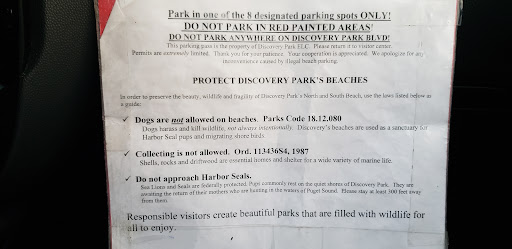 Park in one of the 8 designated parking spots ONLY!
DO NOT PARK IN RED PAINTED AREAS'
DO NOT PARK ANYWHERE ON DISCOVERY PARK BLVD!
This parking pass is the property of Discovery Park ELC. Please return it to visitor center.
Permits are extremely limited. Thank you for your patience. Your cooperation is appreciated. We apologize for any
inconvenience caused by illegal beach parking.
PROTECT DISCOVERY PARK'S BEACHES
In order to preserve the beauty, wildlife and fragility of Discovery Park's North and South Beach, use the laws listed below as
a guide:
✓ Dogs are not allowed on beaches. Parks Code 18.12.080
Dogs harass and kill wildlife, not always intentionally. Discovery's beaches are used as a sanctuary for
Harbor Seal pups and migrating shore birds.
✓ Collecting is not allowed. Ord. 11343684, 1987
Shells, rocks and driftwood are essential homes and shelter for a wide variety of marine life.
✓ Do not approach Harbor Seals.
Sea Lions and Seals are federally protected. Pups commonly rest on the quiet shores of Discovery Park. They are
awaiting the return of their mothers who are hunting in the waters of Puget Sound. Please stay at least 300 feet away
from them.
Responsible visitors create beautiful parks that are filled with wildlife for
all to enjoy.